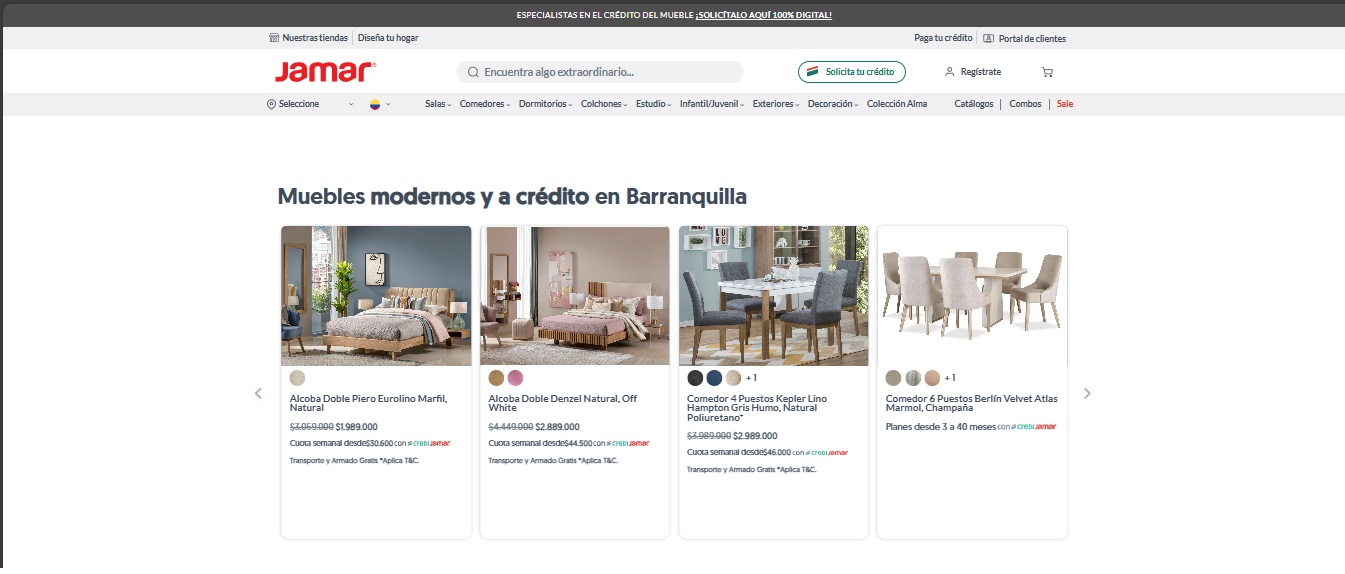 ESPECIALISTAS EN EL CRÉDITO DEL MUEBLE ¡SOLICÍTALO AQUÍ 100% DIGITAL!
Nuestras tiendas Diseña tu hogar Paga tu crédito Portal de clientes
Jamar Encuentra algo extraordinario... Solicita tu crédito Regístrate
Seleccione Salas Comedores Dormitorios Colchones Estudio Infantil/Juvenil Exteriores Decoración Colección Alma Catálogos Combos Sale
Muebles modernos y a crédito en Barranquilla
Alcoba Doble Piero Eurolino Marfil,
Natural
$3.059.000 $1.989.000
Cuota semanal desde$30.600 con CREDIJamar
Transporte y Armado Gratis *Aplica T&C.
Alcoba Doble Denzel Natural, Off
White
$4.449.000 $2.889.000
Cuota semanal desde$44.500 con CREDIJamar
Transporte y Armado Gratis *Aplica T&C.
+ 1
Comedor 4 Puestos Kepler Lino
Hampton Gris Humo, Natural
Poliuretano*
$3.989.000 $2.989.000
Cuota semanal desde$46.000 con CREDIJamar
Transporte y Armado Gratis *Aplica T&C.
+ 1
Comedor 6 Puestos Berlín Velvet Atlas
Marmol, Champaña
Planes desde 3 a 40 meses con CREDIJamar